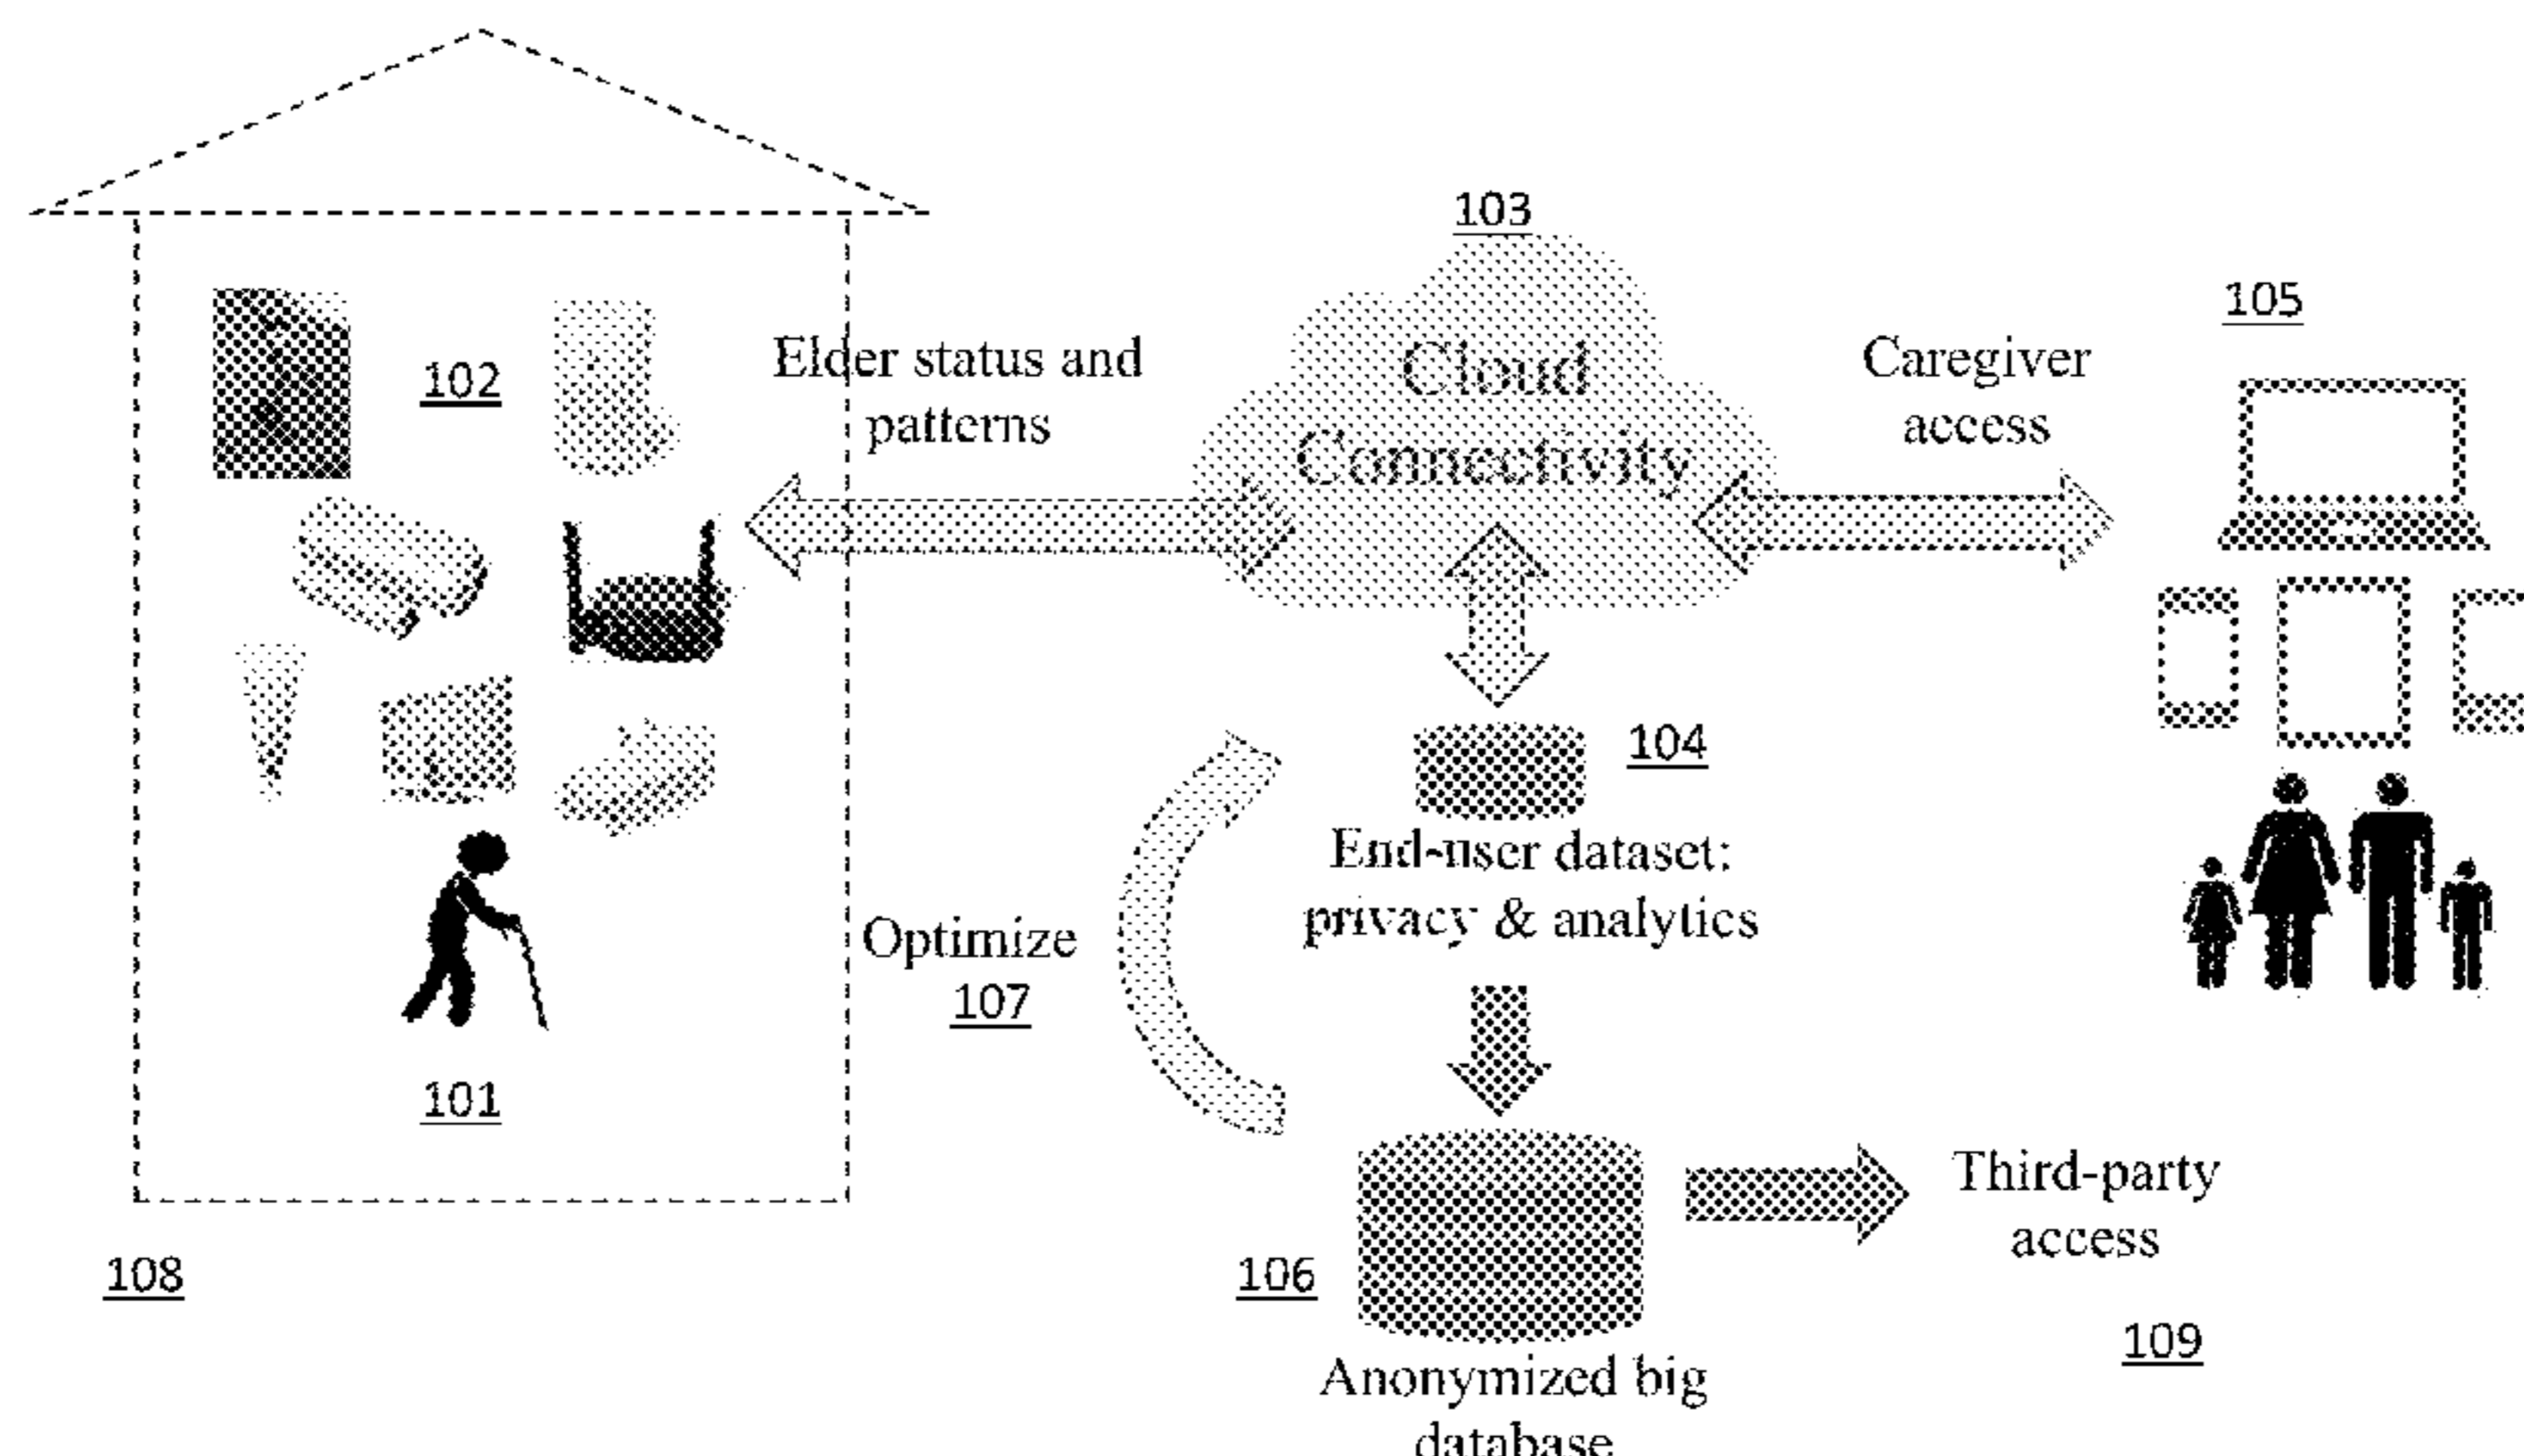 103
105
102
Elder status and
patterns
Cloud
Connectivity
Caregiver
access
104
End-user dataset:
privacy & analytics
Optimize
107
101
Third-party
access
108
106
109
Anonymized big
database